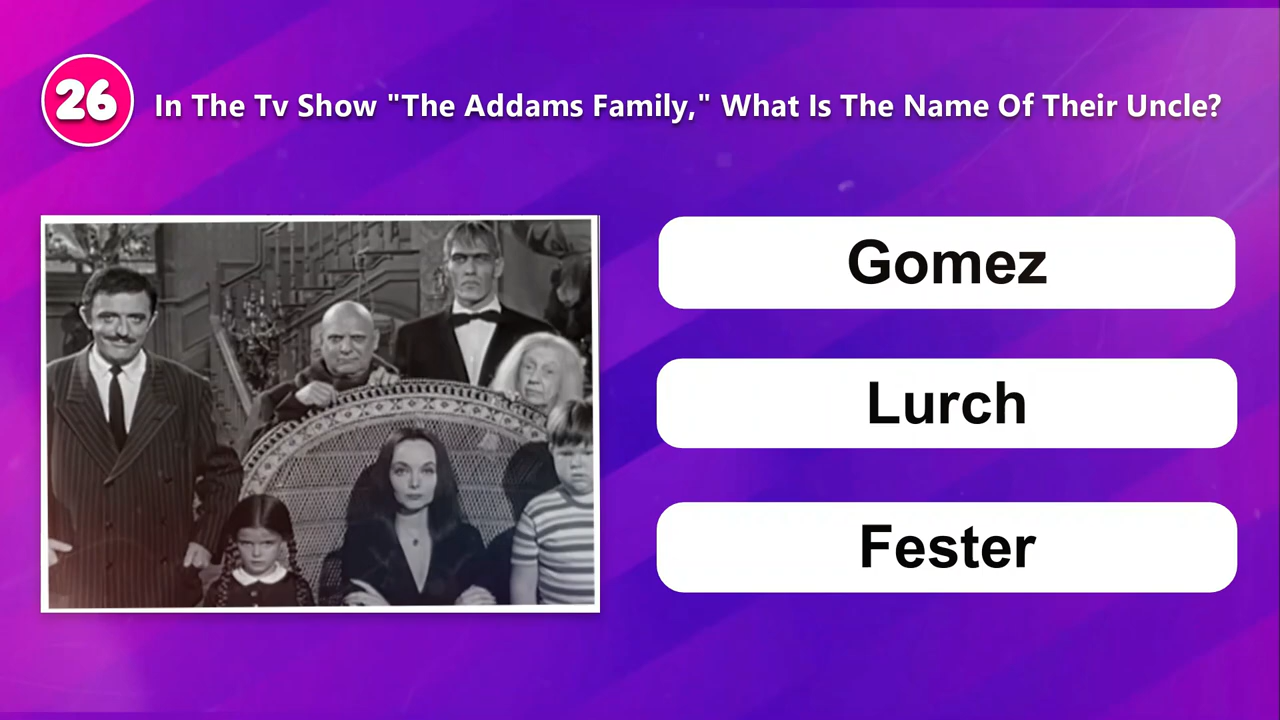 26
In The Tv Show "The Addams Family," What Is The Name Of Their Uncle?
Gomez
Lurch
Fester